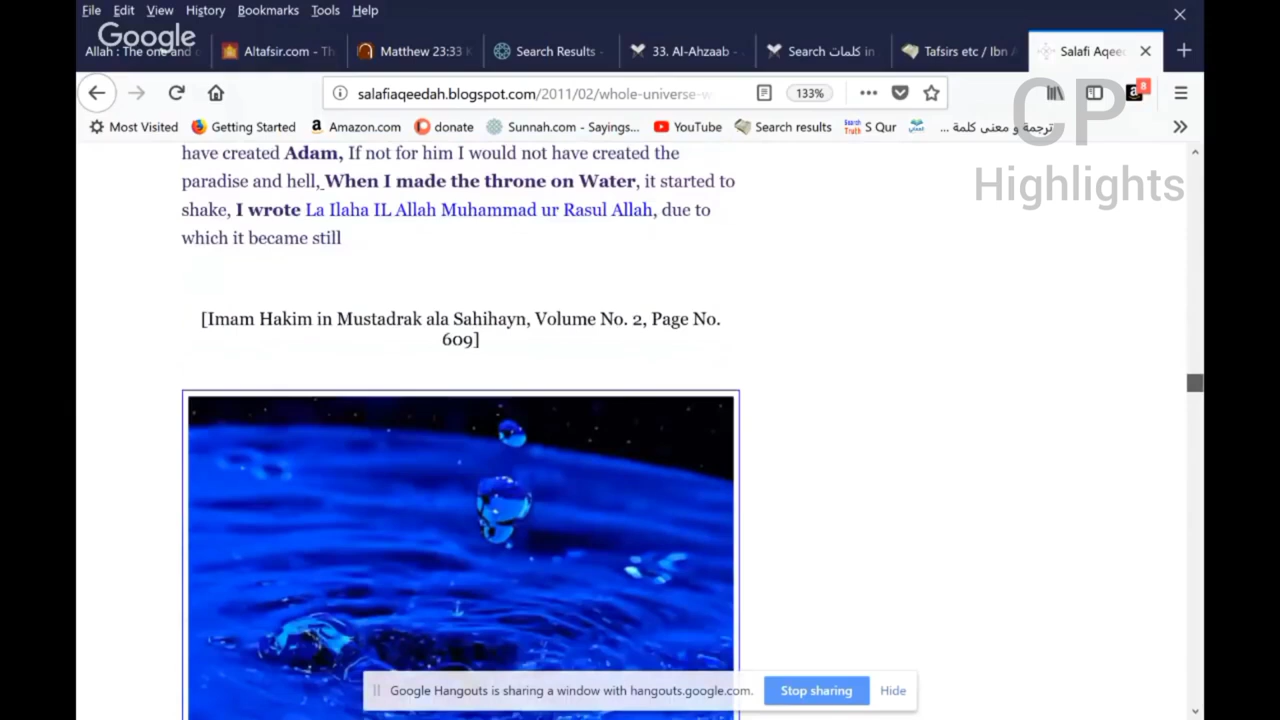 File Edit View History Bookmarks Tools Help
Google
Allah : The one and o
Altafsir.com - Th
Matthew 23:33 K
Search Results -
33. Al-Ahzaab - ..
Search كلمات in
Tafsirs etc / Ibn A
Salafi Aqeed
salafiaqeedah.blogspot.com/2011/02/whole-universe-w
133%
8
CP
Highlights
Most Visited Getting Started Amazon.com donate Sunnah.com - Sayings... YouTube Search results S Qur ترجمة و معنى كلمة ...
have created Adam, If not for him I would not have created the
paradise and hell, When I made the throne on Water, it started to
shake, I wrote La Ilaha IL Allah Muhammad ur Rasul Allah, due to
which it became still
[Imam Hakim in Mustadrak ala Sahihayn, Volume No. 2, Page No.
609]
Google Hangouts is sharing a window with hangouts.google.com. Stop sharing Hide